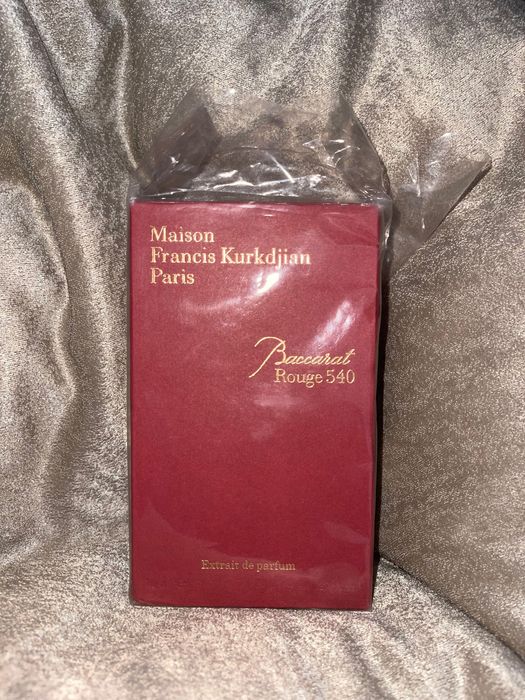 Maison
Francis Kurkdjian
Paris
Baccarat
Rouge 540
Extrait de parfum